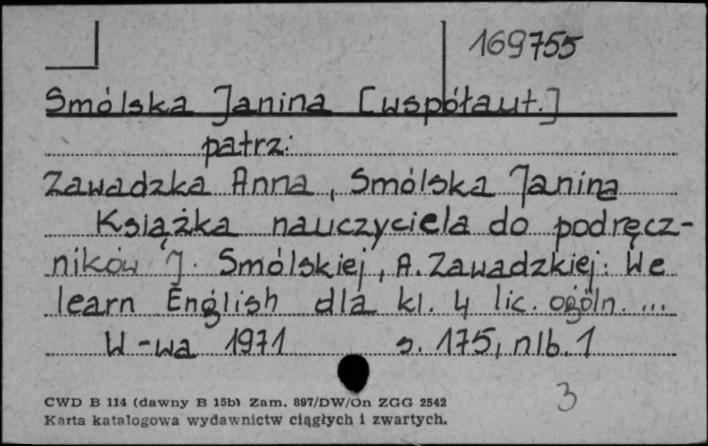 169755
Smólska Janina [współaut.]
patrz:
Zawadzka Anna, Smólska Janina
Książka nauczyciela do podręcz-
ników J. Smólskiej, A. Zawadzkiej: We
learn English dla kl. 4 lic. ogóln. ...
W-wa 1971 s. 175, nlb. 1
3
CWD B 114 (dawny B 15b) Zam. 897/DW/On ZGG 2542
Karta katalogowa wydawnictw ciągłych i zwartych.